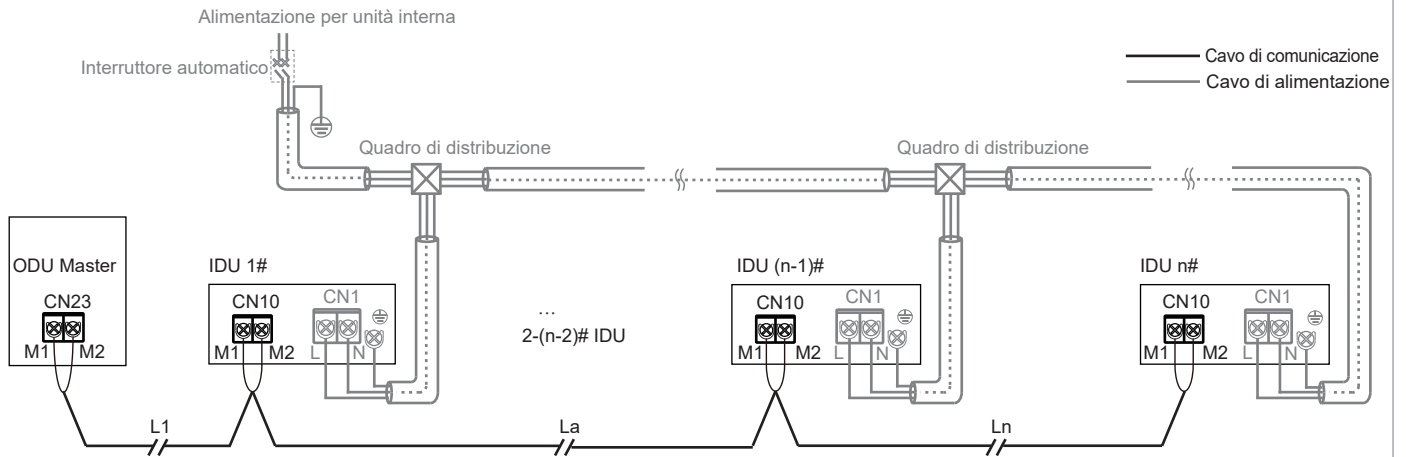 Alimentazione per unità interna
Interruttore automatico
Cavo di comunicazione
Cavo di alimentazione
Quadro di distribuzione
Quadro di distribuzione
ODU Master
CN23
M1 M2
IDU 1#
CN10
CN1
M1 M2
L N
...
2-(n-2)# IDU
IDU (n-1)#
CN10
CN1
M1 M2
L N
IDU n#
CN10
CN1
M1 M2
L N
L1
La
Ln